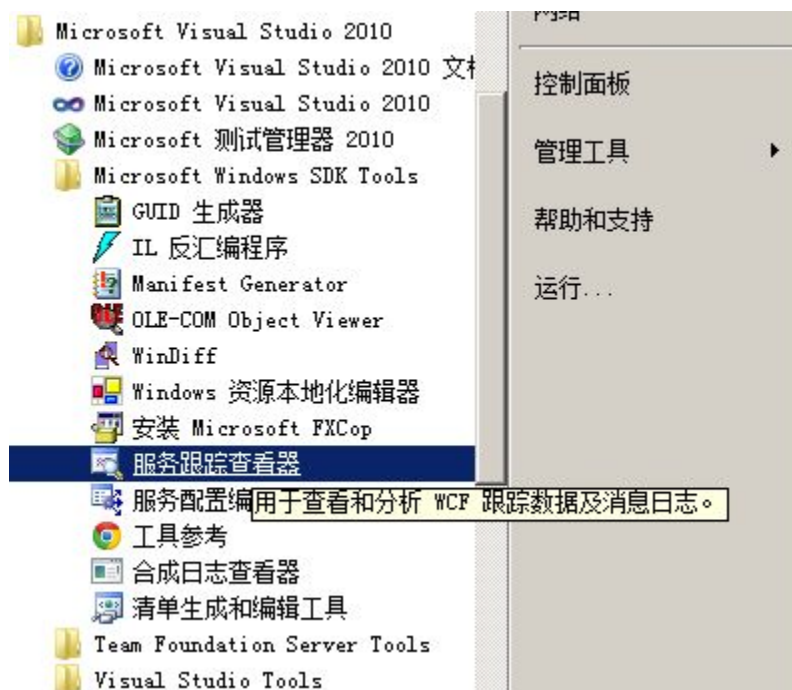 Microsoft Visual Studio 2010
Microsoft Visual Studio 2010
Microsoft Visual Studio 2010
Microsoft 测试管理器 2010
Microsoft Windows SDK Tools
GUID 生成器
IL 反汇编程序
Manifest Generator
OLE-COM Object Viewer
WinDiff
Windows 资源本地化编辑器
安装 Microsoft FXCop
服务跟踪查看器
服务配置编
用于查看和分析 WCF 跟踪数据及消息日志。
工具参考
合成日志查看器
清单生成和编辑工具
Team Foundation Server Tools
Visual Studio Tools
控制面板
管理工具
帮助和支持
运行...